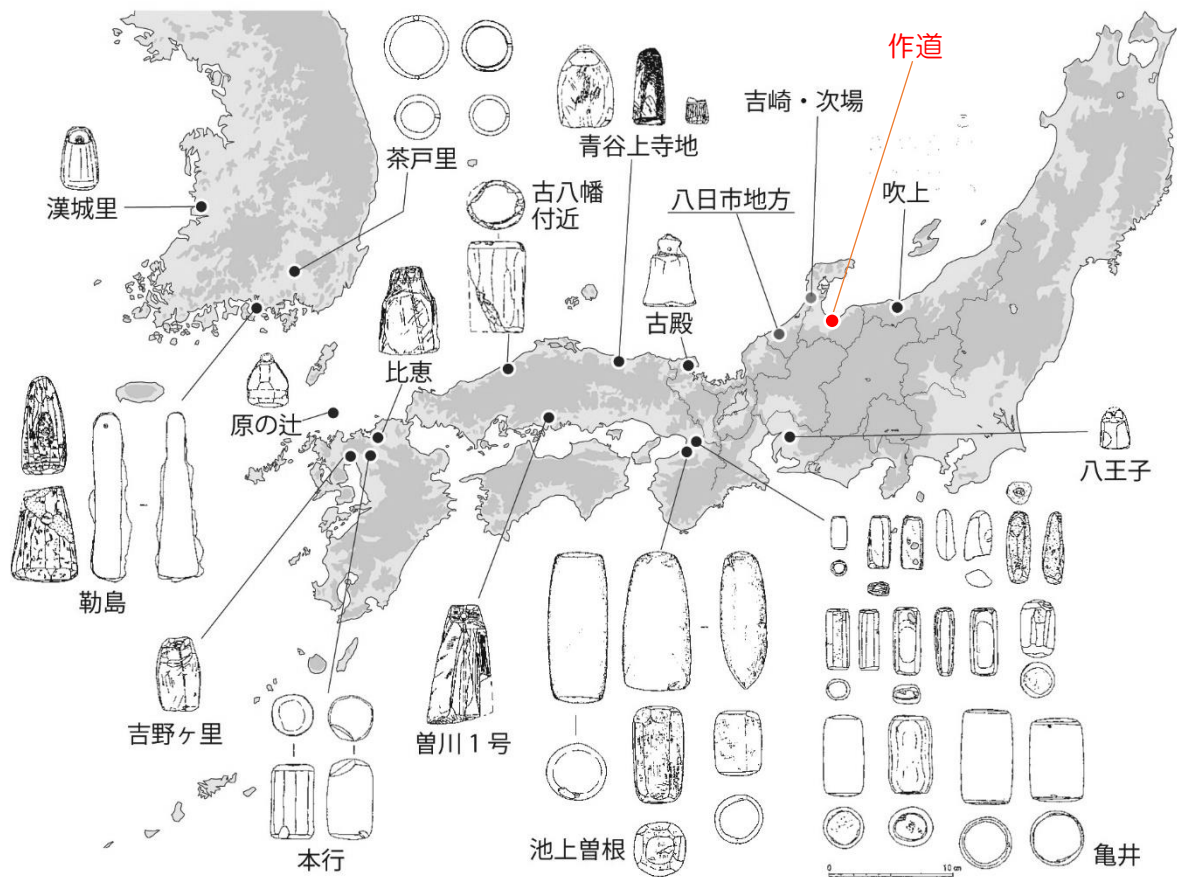 作道
吉崎・次場
青谷上寺地
茶戸里
漢城里
古八幡
付近
八日市地方
吹上
古殿
比恵
原の辻
八王子
勒島
吉野ヶ里
曽川1号
本行
池上曽根
亀井
0
10 cm